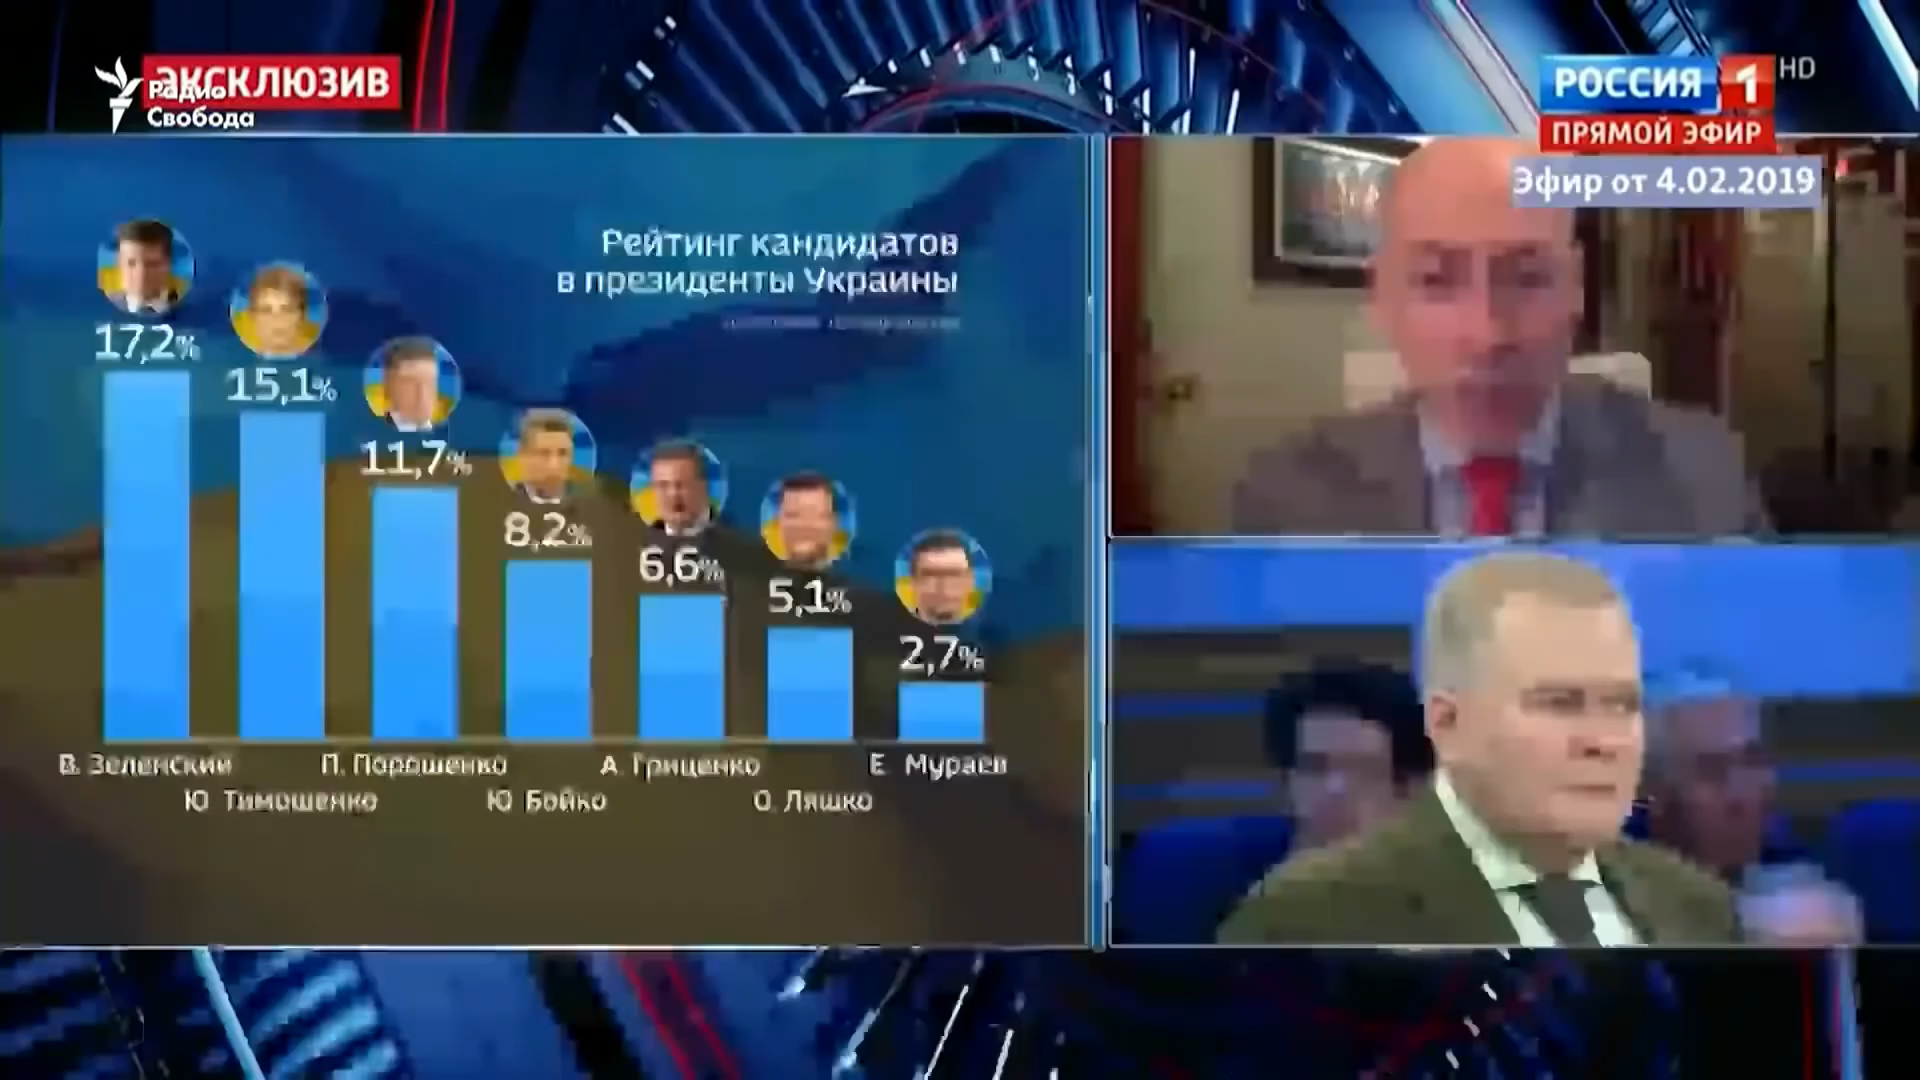 ЭКСКЛЮЗИВ
Радио
Свобода
РОССИЯ 1 HD
ПРЯМОЙ ЭФИР
Эфир от 4.02.2019
Рейтинг кандидатов
в президенты Украины
17,2%
15,1%
11,7%
8,2%
6,6%
5,1%
2,7%
В. Зеленский
Ю. Тимошенко
П. Порошенко
Ю. Бойко
А. Гриценко
О. Ляшко
Е. Мураев